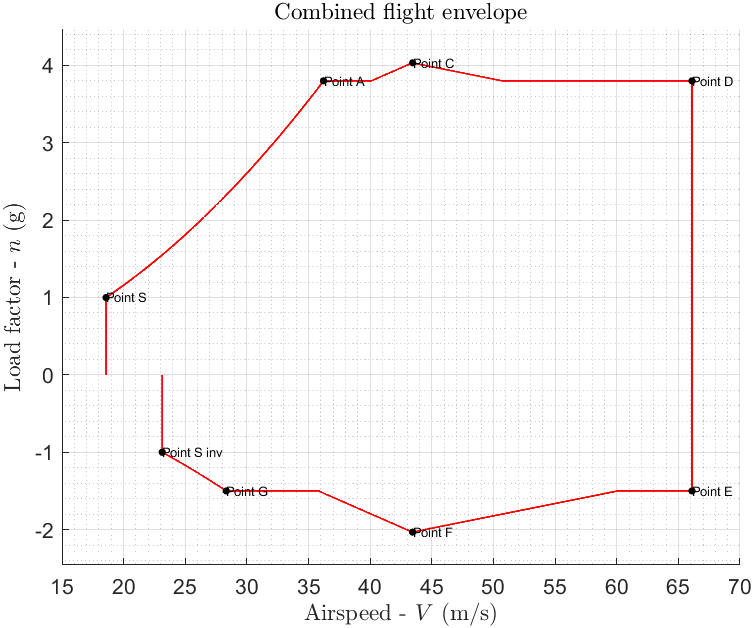 Combined flight envelope
Load factor - n (g)
4
3
2
1
0
-1
-2
Point A
Point C
Point D
Point S
Point S inv
Point G
Point F
Point E
15 20 25 30 35 40 45 50 55 60 65 70
Airspeed - V (m/s)